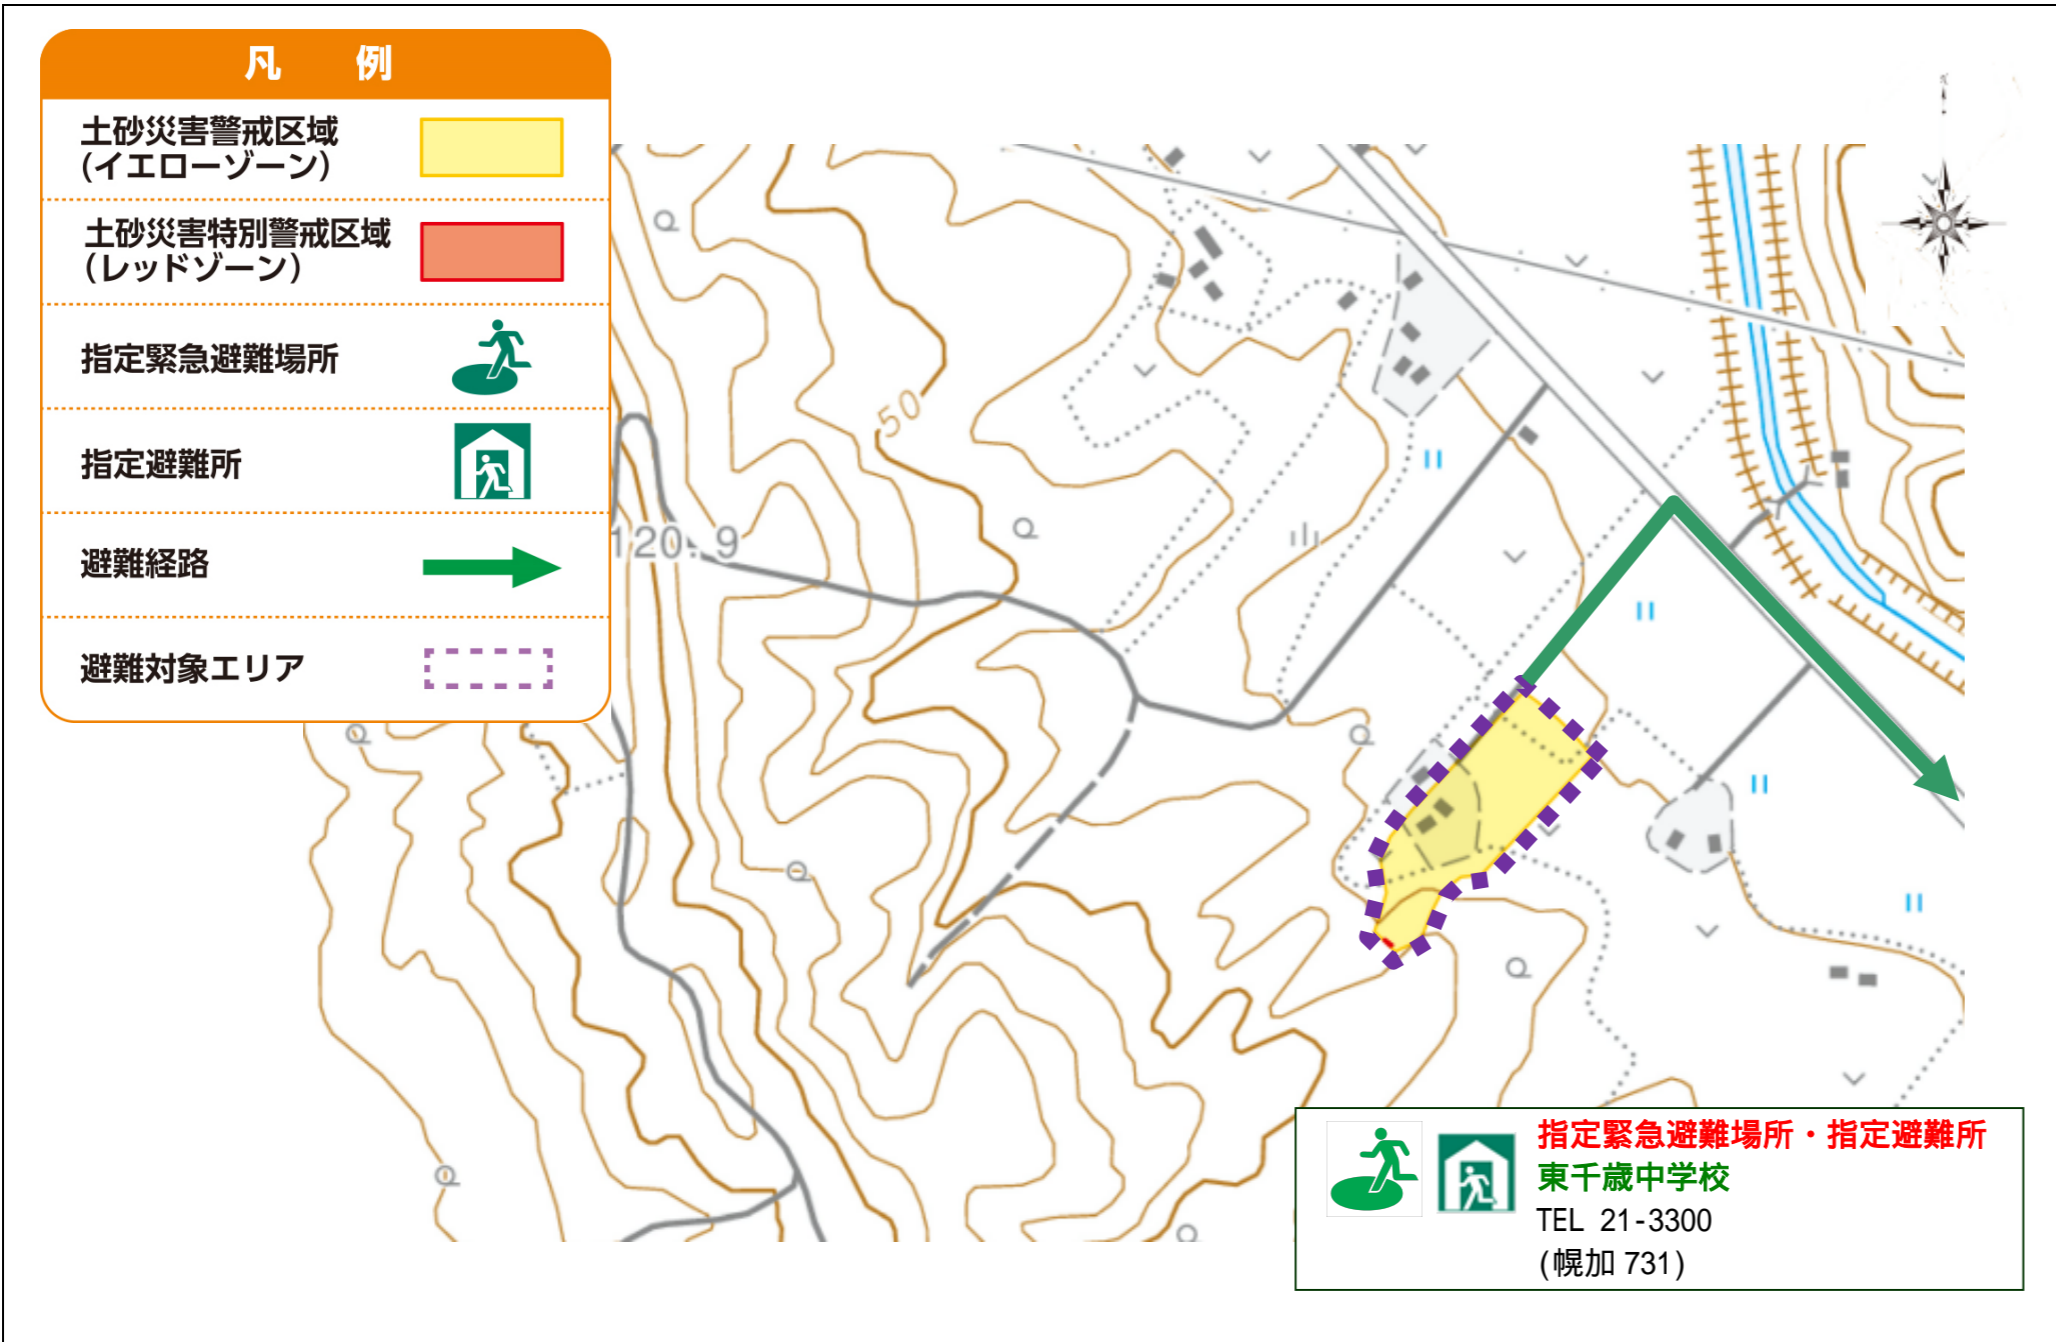 凡 例
土砂災害警戒区域
(イエローゾーン)
土砂災害特別警戒区域
(レッドゾーン)
指定緊急避難場所
指定避難所
避難経路
避難対象エリア
50
120.9
指定緊急避難場所・指定避難所
東千歳中学校
TEL 21-3300
(幌加 731)